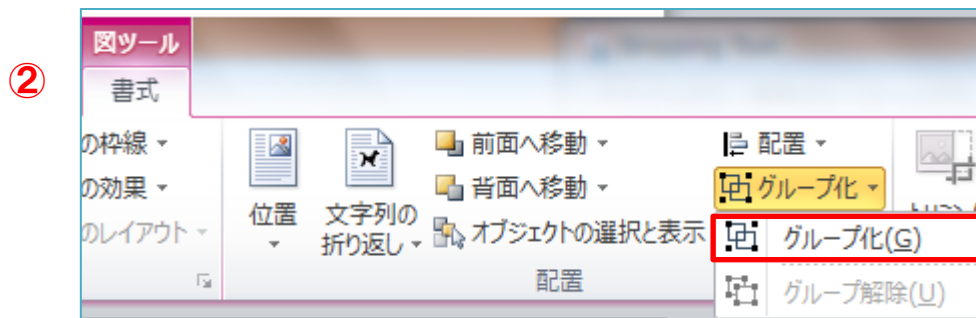 ②
図ツール
書式
の枠線
の効果
のレイアウト
位置
文字列の
折り返し
前面へ移動
背面へ移動
オブジェクトの選択と表示
配置
配置
グループ化
グループ化(G)
グループ解除(U)